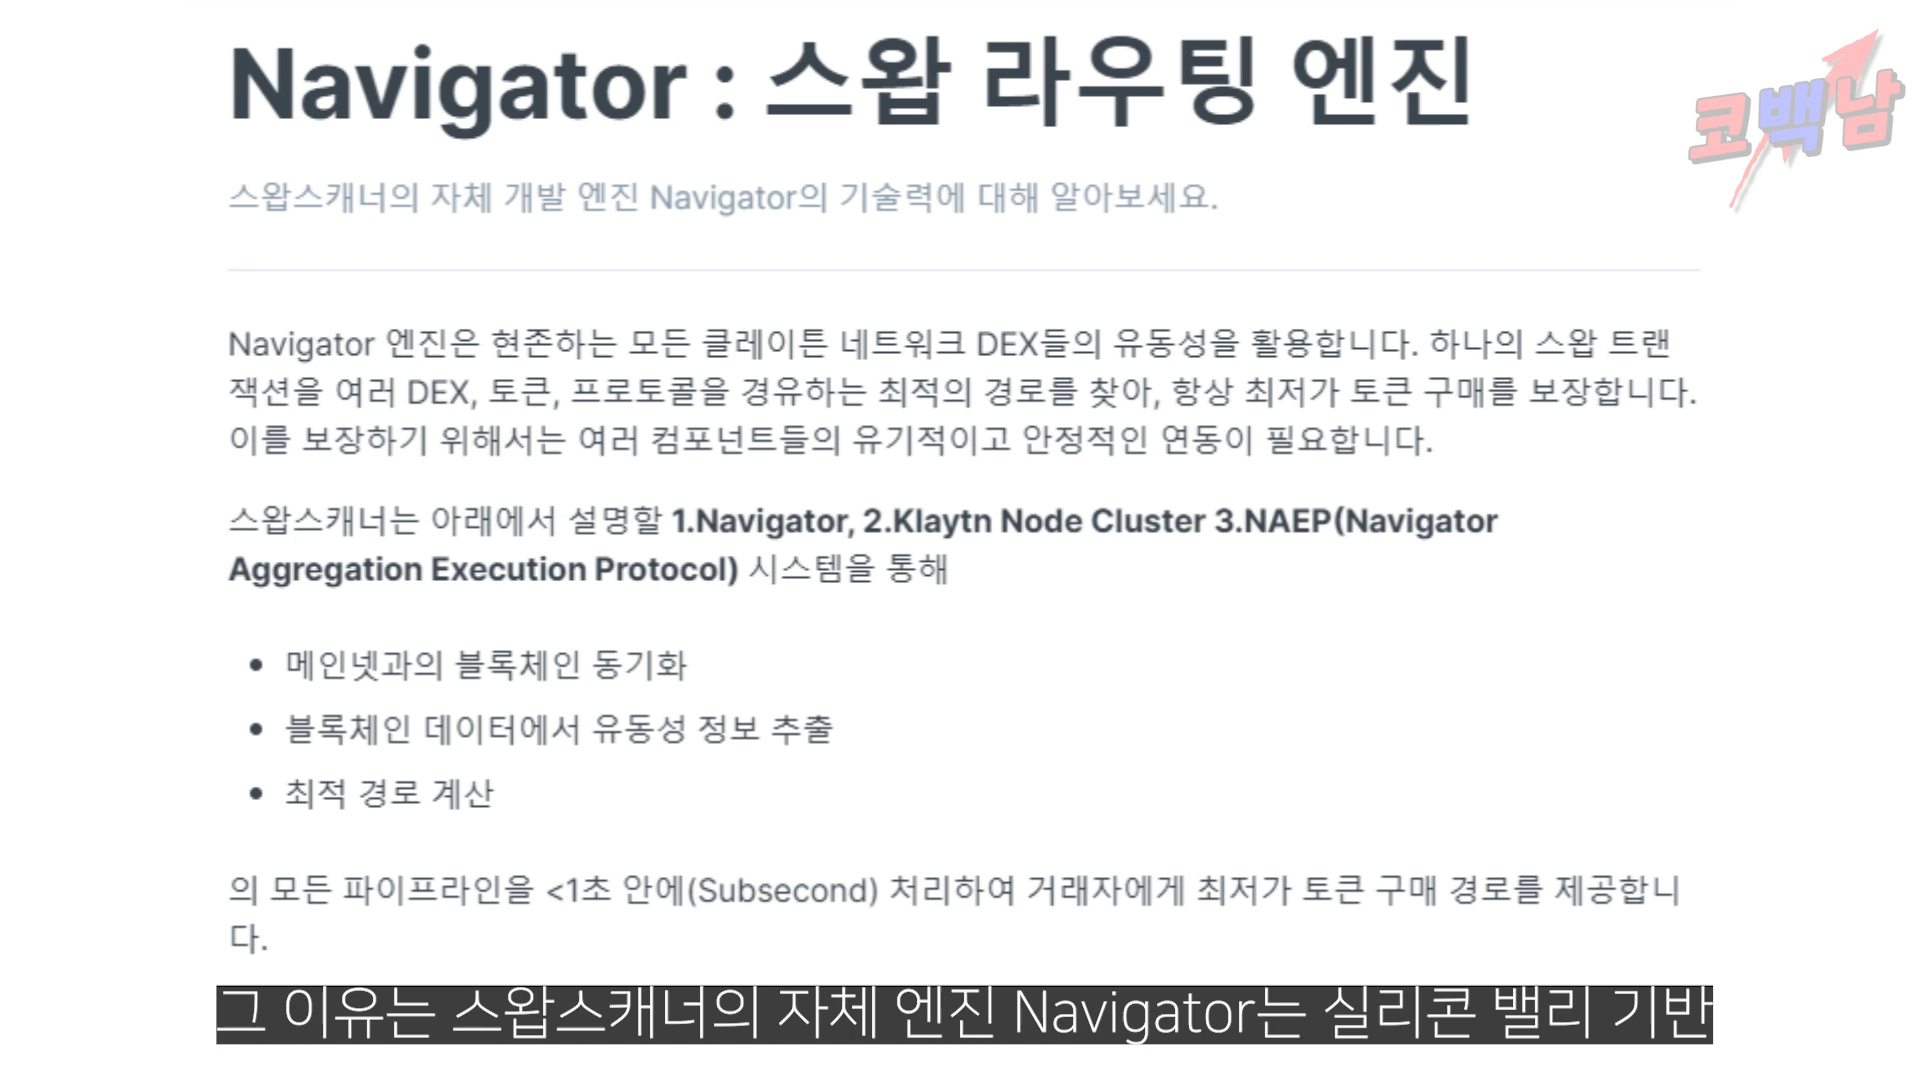 Navigator : 스왑 라우팅 엔진
코백남
스왑스캐너의 자체 개발 엔진 Navigator의 기술력에 대해 알아보세요.
Navigator 엔진은 현존하는 모든 클레이튼 네트워크 DEX들의 유동성을 활용합니다. 하나의 스왑 트랜
잭션을 여러 DEX, 토큰, 프로토콜을 경유하는 최적의 경로를 찾아, 항상 최저가 토큰 구매를 보장합니다.
이를 보장하기 위해서는 여러 컴포넌트들의 유기적이고 안정적인 연동이 필요합니다.
스왑스캐너는 아래에서 설명할 1.Navigator, 2.Klaytn Node Cluster 3.NAEP(Navigator
Aggregation Execution Protocol) 시스템을 통해
• 메인넷과의 블록체인 동기화
• 블록체인 데이터에서 유동성 정보 추출
• 최적 경로 계산
의 모든 파이프라인을 <1초 안에(Subsecond) 처리하여 거래자에게 최저가 토큰 구매 경로를 제공합니
다.
그 이유는 스왑스캐너의 자체 엔진 Navigator는 실리콘 밸리 기반